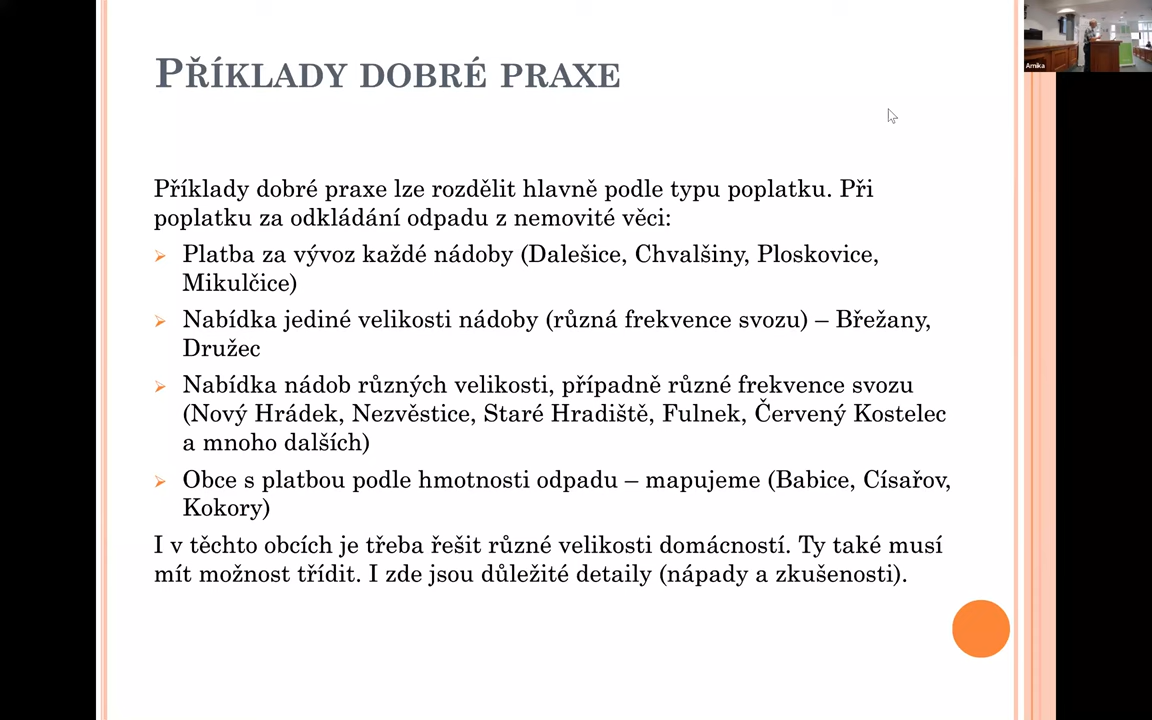 PŘÍKLADY DOBRÉ PRAXE
Arnika
Příklady dobré praxe lze rozdělit hlavně podle typu poplatku. Při
poplatku za odkládání odpadu z nemovité věci:
Platba za vývoz každé nádoby (Dalešice, Chvalšiny, Ploskovice,
Mikulčice)
Nabídka jediné velikosti nádoby (různá frekvence svozu) – Břežany,
Družec
Nabídka nádob různých velikosti, případně různé frekvence svozu
(Nový Hrádek, Nezvěstice, Staré Hradiště, Fulnek, Červený Kostelec
a mnoho dalších)
Obce s platbou podle hmotnosti odpadu – mapujeme (Babice, Císařov,
Kokory)
I v těchto obcích je třeba řešit různé velikosti domácností. Ty také musí
mít možnost třídit. I zde jsou důležité detaily (nápady a zkušenosti).